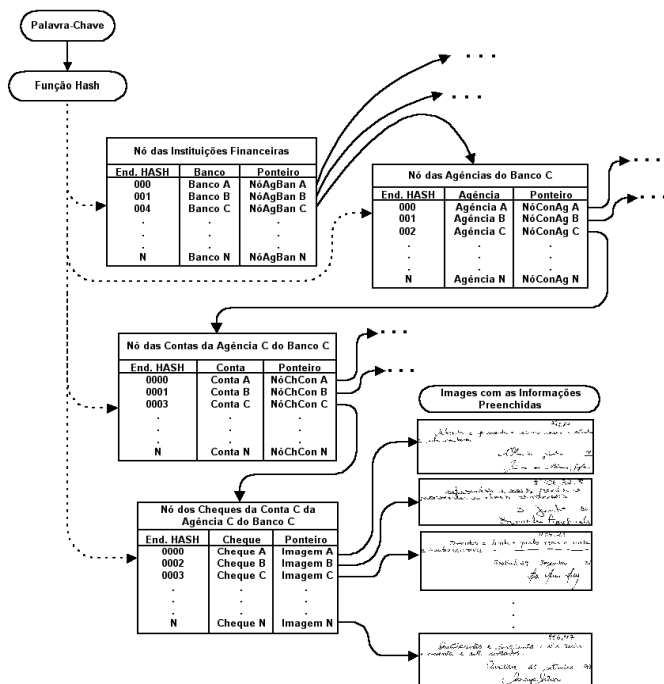 Palavra-Chave
Função Hash
Nó das Instituições Financeiras
End. HASH Banco Ponteiro
000 Banco A NóAgBan A
001 Banco B NóAgBan B
004 Banco C NóAgBan C
N Banco N NóAgBan N
Nó das Agências do Banco C
End. HASH Agência Ponteiro
000 Agência A NóConAg A
001 Agência B NóConAg B
002 Agência C NóConAg C
N Agência N NóConAg N
Nó das Contas da Agência C do Banco C
End. HASH Conta Ponteiro
0000 Conta A NóChCon A
0001 Conta B NóChCon B
0003 Conta C NóChCon C
N Conta N NóChCon N
Images com as Informações
Preenchidas
Nó dos Cheques da Conta C da
Agência C do Banco C
End. HASH Cheque Ponteiro
0000 Cheque A Imagem A
0002 Cheque B Imagem B
0003 Cheque C Imagem C
N Cheque N Imagem N